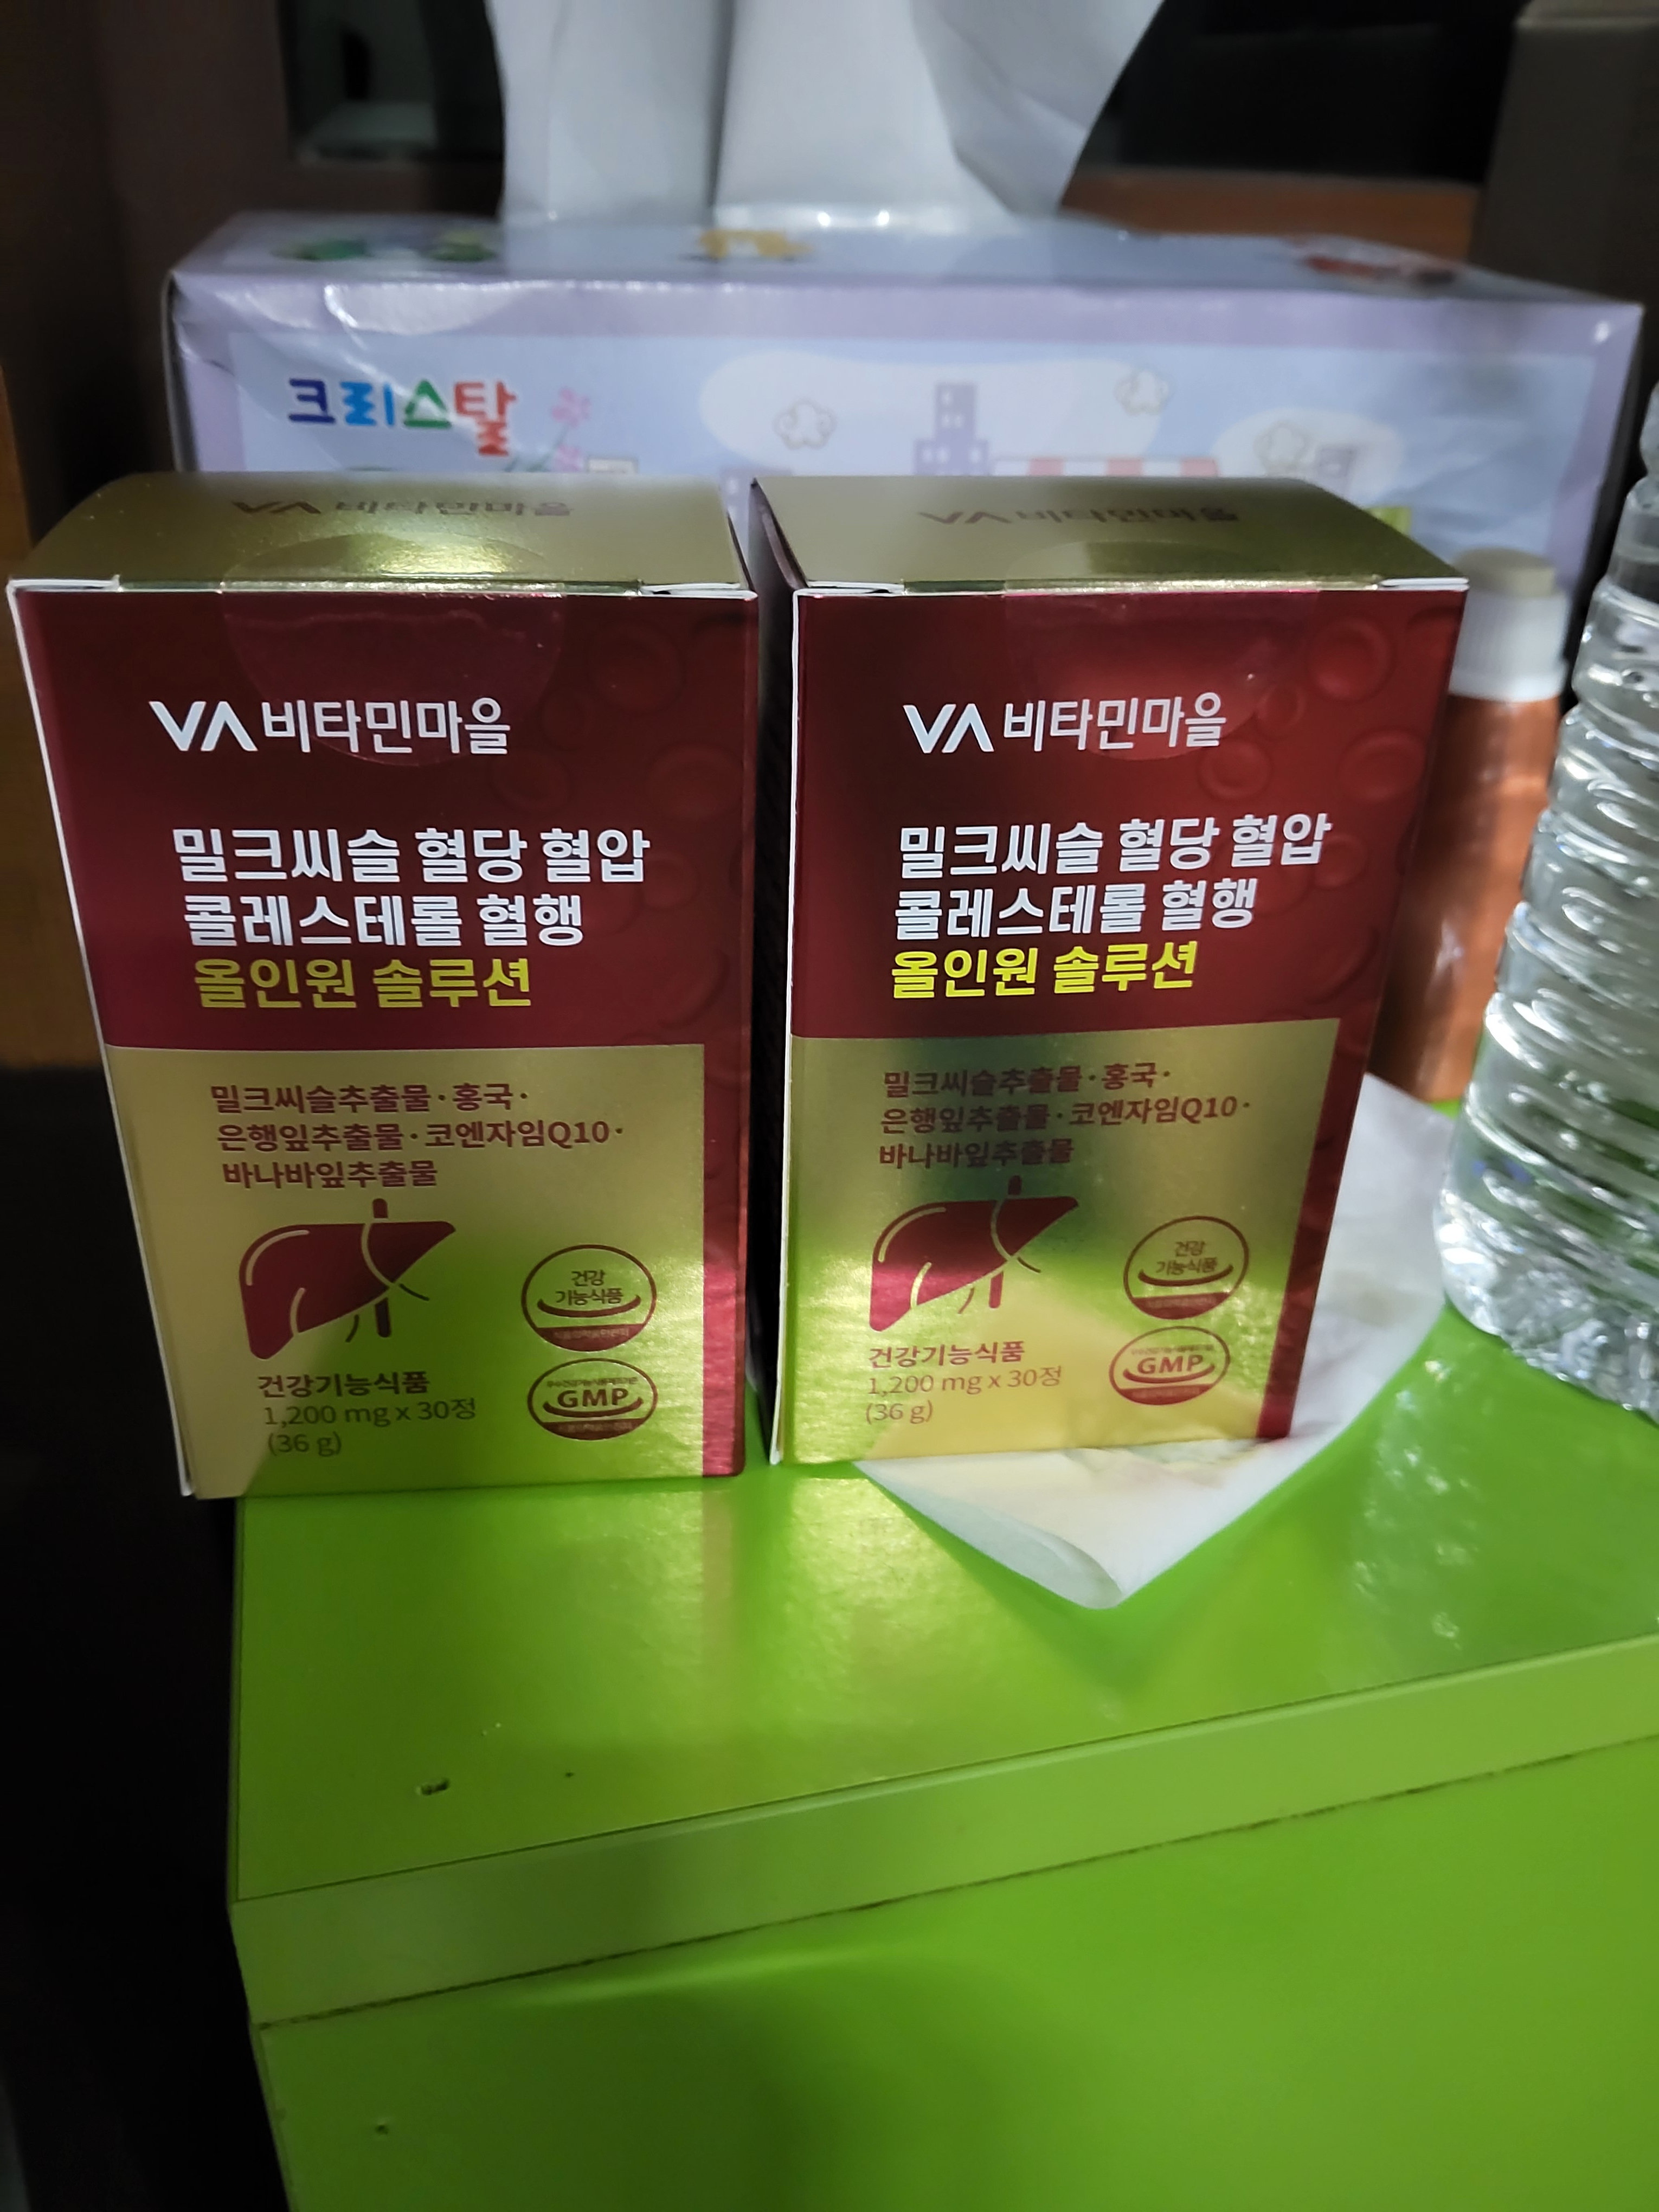 크리스탈
VA 비타민마을
VA 비타민마을
VA 비타민마을
밀크씨슬 혈당 혈압
콜레스테롤 혈행
올인원 솔루션
밀크씨슬추출물·홍국·
은행잎추출물·코엔자임Q10·
바나바잎추출물
건강
기능식품
건강기능식품
1,200 mg x 30정
(36 g)
GMP
VA 비타민마을
밀크씨슬 혈당 혈압
콜레스테롤 혈행
올인원 솔루션
밀크씨슬추출물·홍국·
은행잎추출물·코엔자임Q10·
바나바잎추출물
건강
기능식품
건강기능식품
1,200 mg x 30정
(36 g)
GMP